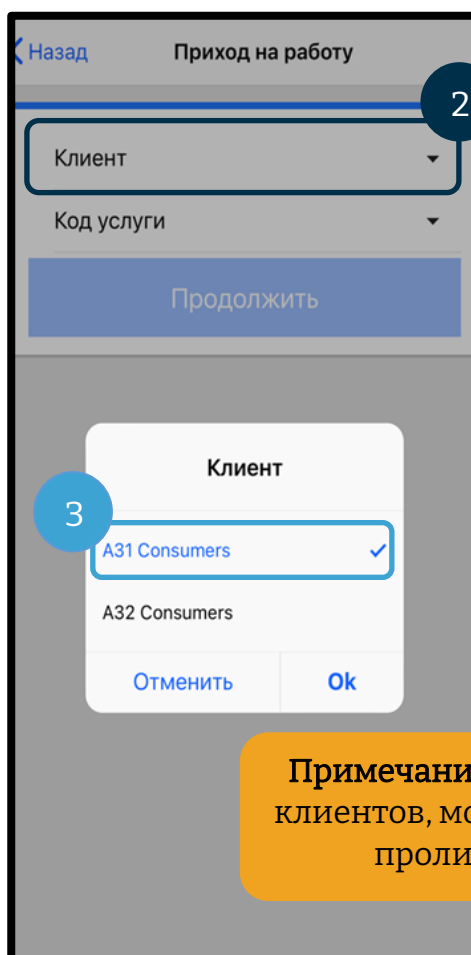 Назад Приход на работу
2
Клиент
Код услуги
Продолжить
Клиент
3
A31 Consumers
A32 Consumers
Отменить Ok
Примечани
клиентов, мо
проли